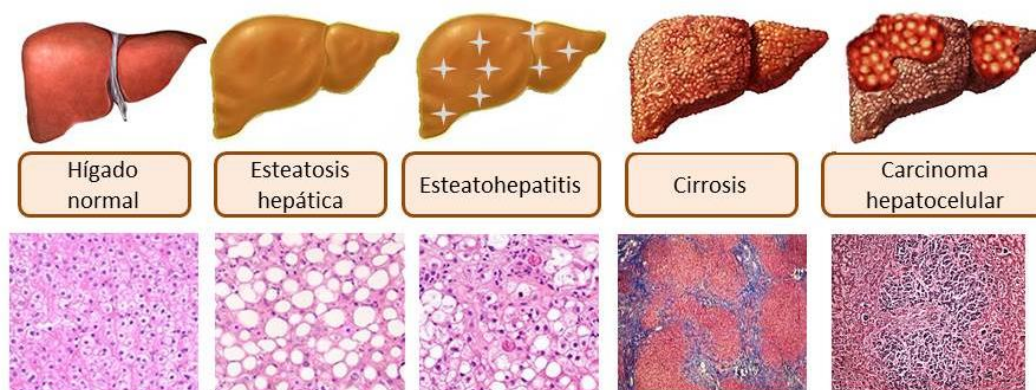 Hígado
normal
Esteatosis
hepática
Esteatohepatitis
Cirrosis
Carcinoma
hepatocelular